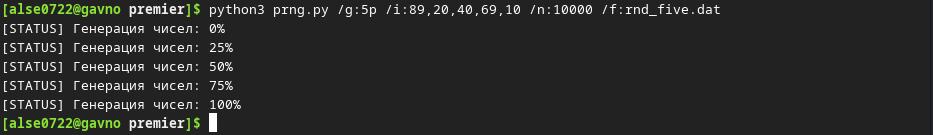 [alse0722@gavno premier]$ python3 prng.py /g:5p /i:89,20,40,69,10 /n:10000 /f:rnd_five.dat
[STATUS] Генерация чисел: 0%
[STATUS] Генерация чисел: 25%
[STATUS] Генерация чисел: 50%
[STATUS] Генерация чисел: 75%
[STATUS] Генерация чисел: 100%
[alse0722@gavno premier]$